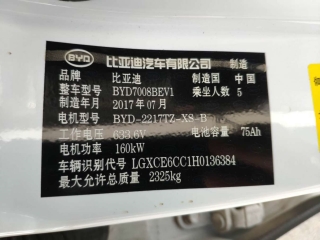 BYD 比亚迪汽车有限公司 制造
品牌 比亚迪 制造国 中国
整车型号 BYD7008BEV1 乘坐人数 5
制造年月 2017年07月
电机型号 BYD-2217TZ-XS-B
工作电压 633.6V 电池容量 75Ah
电机功率 160kW
车辆识别代号 LGXCE6CC1H0136384
最大允许总质量 2325kg